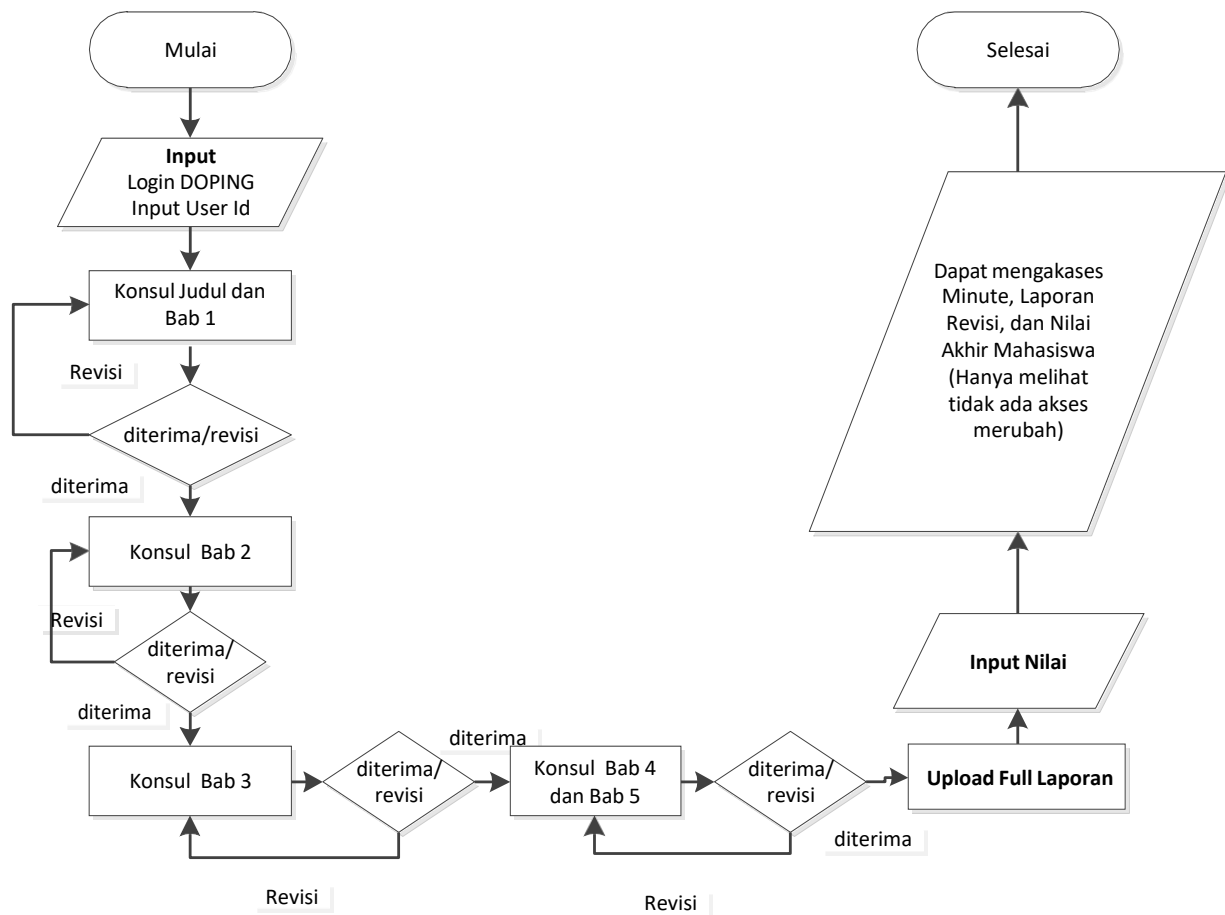 Mulai
Input
Login DOPING
Input User Id
Konsul Judul dan
Bab 1
Revisi
diterima/revisi
diterima
Konsul Bab 2
Revisi
diterima/
revisi
diterima
Konsul Bab 3
diterima/
revisi
Revisi
diterima
Konsul Bab 4
dan Bab 5
diterima/
revisi
Revisi
diterima
Upload Full Laporan
Input Nilai
Dapat mengakases
Minute, Laporan
Revisi, dan Nilai
Akhir Mahasiswa
(Hanya melihat
tidak ada akses
merubah)
Selesai